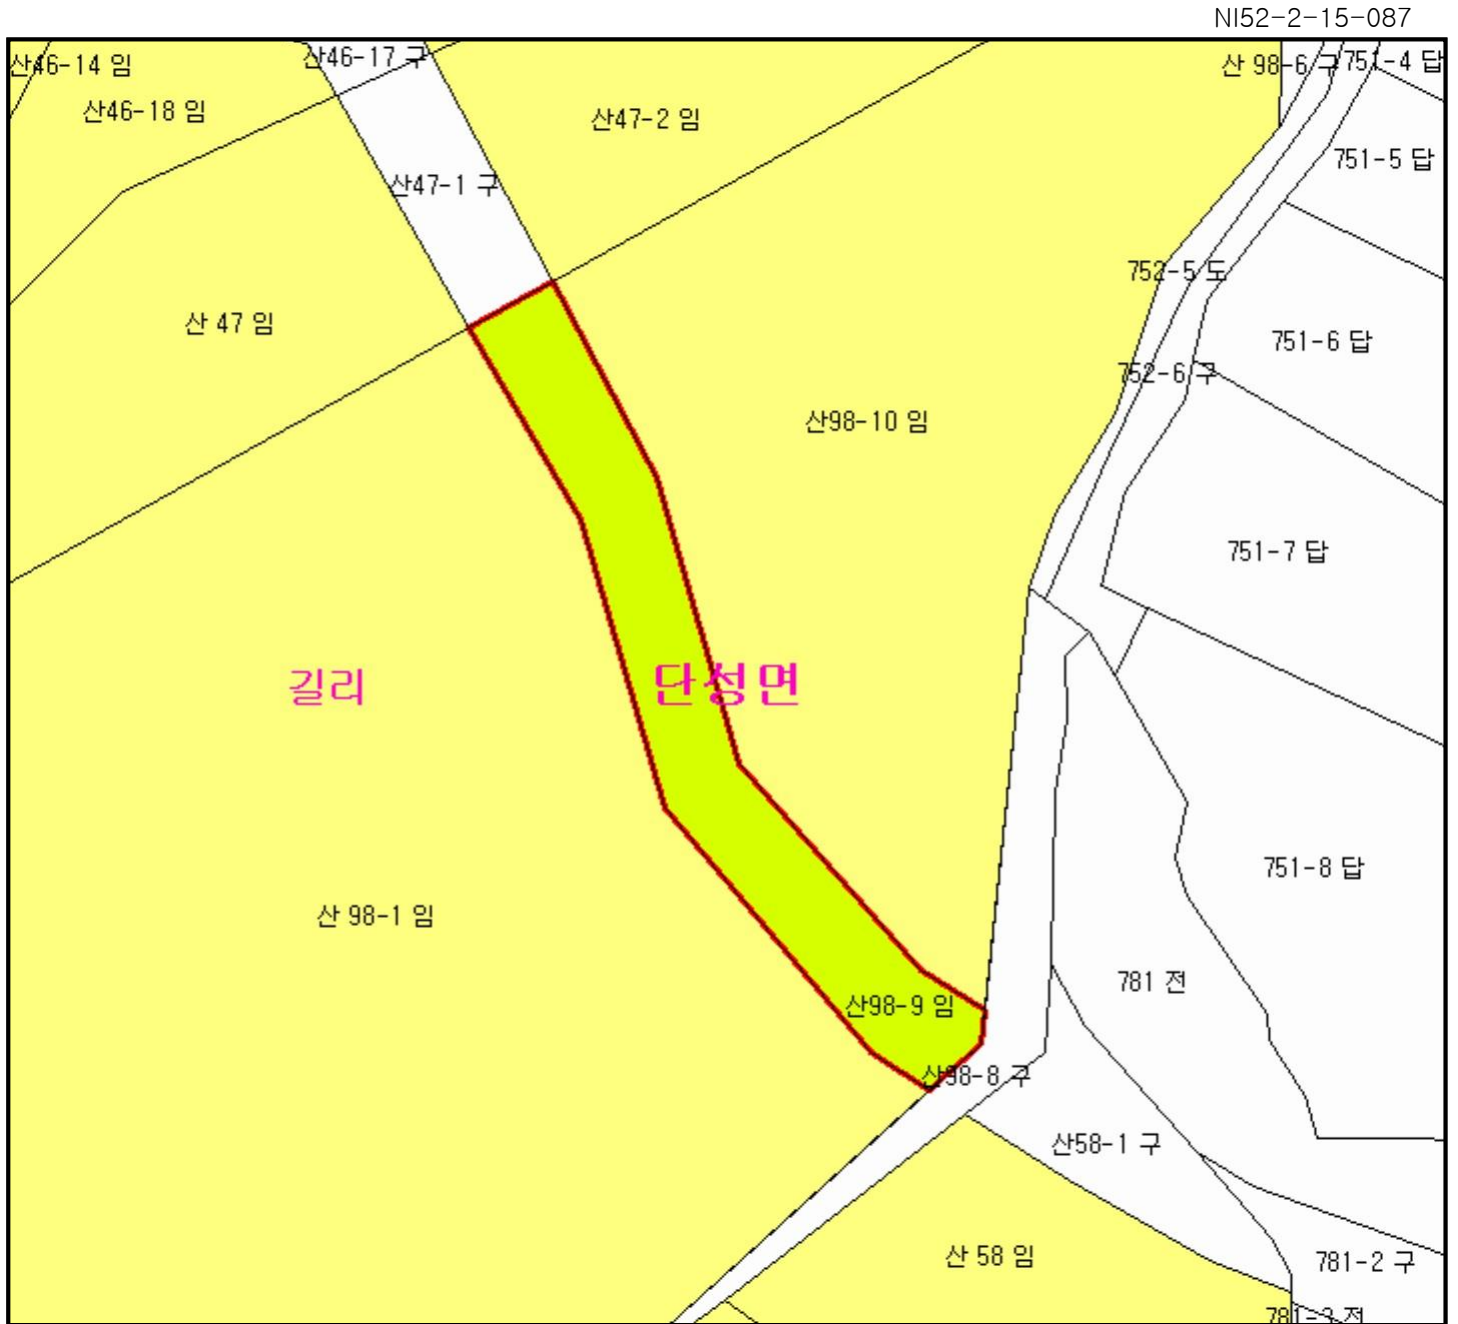 NI52-2-15-087
산46-14 임
산46-17 구
산 98-6 구
751-4 답
산46-18 임
산47-2 임
751-5 답
산47-1 구
752-5 도
산 47 임
751-6 답
752-6 구
산98-10 임
751-7 답
길리
단성면
751-8 답
산 98-1 임
781 전
산98-9 임
산98-8 구
산58-1 구
산 58 임
781-2 구
781-3 전